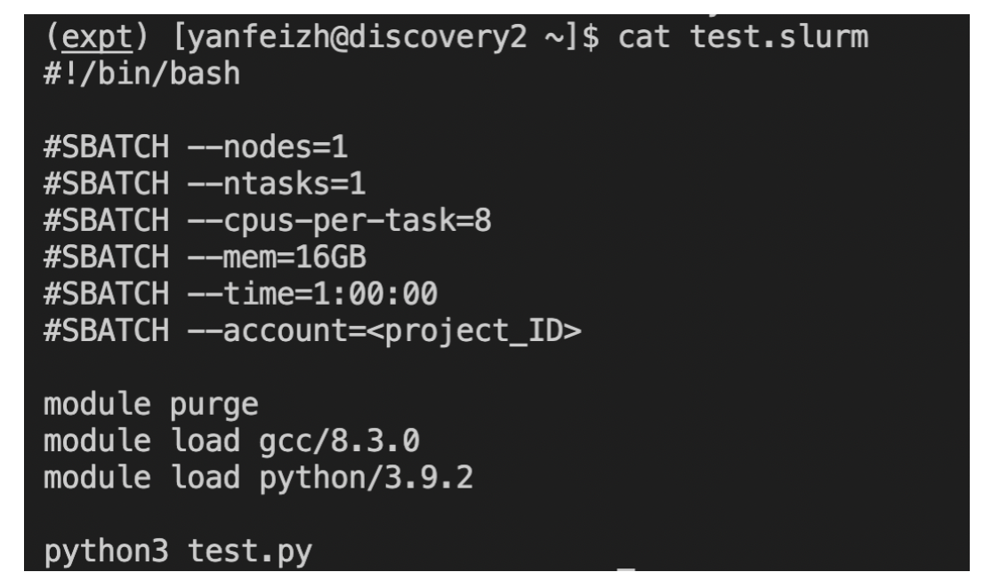 (expt) [yanfeizh@discovery2 ~]$ cat test.slurm
#!/bin/bash
#SBATCH --nodes=1
#SBATCH --ntasks=1
#SBATCH --cpus-per-task=8
#SBATCH --mem=16GB
#SBATCH --time=1:00:00
#SBATCH --account=<project_ID>
module purge
module load gcc/8.3.0
module load python/3.9.2
python3 test.py